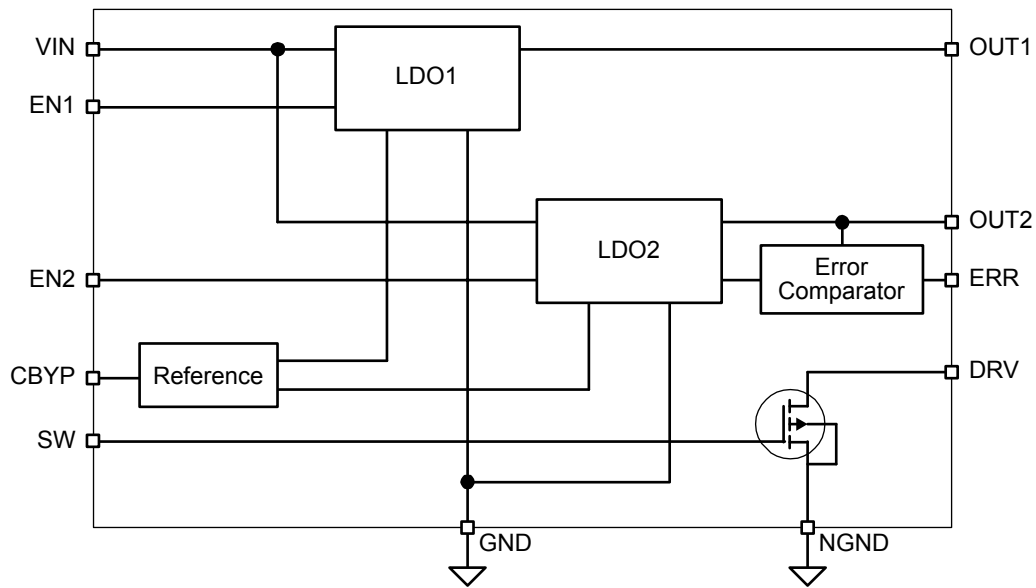 VIN
OUT1
LDO1
EN1
OUT2
LDO2
EN2
Error
Comparator
ERR
CBYP
Reference
DRV
SW
GND
NGND